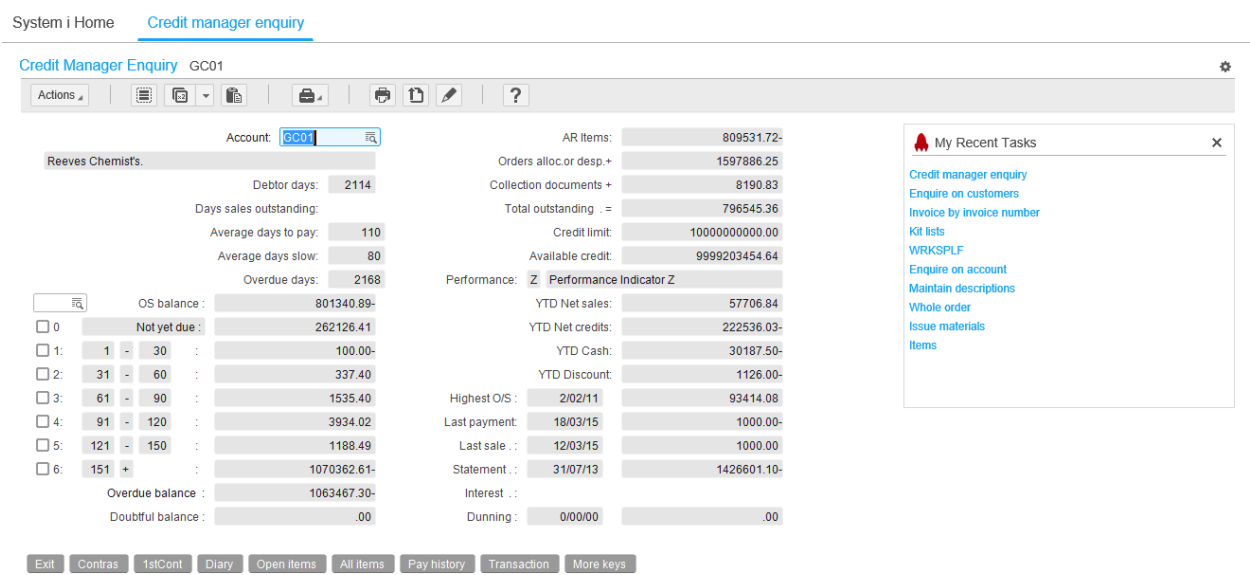 System i Home Credit manager enquiry
Credit Manager Enquiry GC01
Actions x2 ?
Account: GC01
Reeves Chemist's.
Debtor days: 2114
Days sales outstanding:
Average days to pay: 110
Average days slow: 80
Overdue days: 2168
OS balance : 801340.89-
0 Not yet due : 262126.41
1: 1 - 30 : 100.00-
2: 31 - 60 : 337.40
3: 61 - 90 : 1535.40
4: 91 - 120 : 3934.02
5: 121 - 150 : 1188.49
6: 151 + : 1070362.61-
Overdue balance : 1063467.30-
Doubtful balance : .00
AR Items: 809531.72-
Orders alloc.or desp.+ 1597886.25
Collection documents + 8190.83
Total outstanding . = 796545.36
Credit limit: 10000000000.00
Available credit: 9999203454.64
Performance: Z Performance Indicator Z
YTD Net sales: 57706.84
YTD Net credits: 222536.03-
YTD Cash: 30187.50-
YTD Discount: 1126.00-
Highest O/S : 2/02/11 93414.08
Last payment: 18/03/15 1000.00-
Last sale . : 12/03/15 1000.00
Statement . : 31/07/13 1426601.10-
Interest . :
Dunning : 0/00/00 .00
My Recent Tasks
Credit manager enquiry
Enquire on customers
Invoice by invoice number
Kit lists
WRKSPLF
Enquire on account
Maintain descriptions
Whole order
Issue materials
Items
Exit Contras 1stCont Diary Open items All items Pay history Transaction More keys